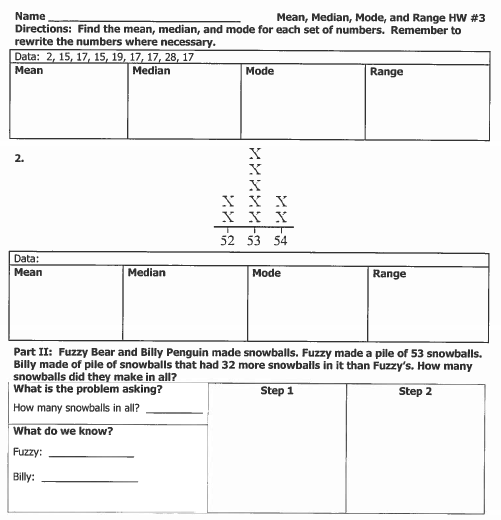 Name ____________ Mean, Median, Mode, and Range HW #3
Directions: Find the mean, median, and mode for each set of numbers. Remember to
rewrite the numbers where necessary.
Data: 2, 15, 17, 15, 19, 17, 17, 28, 17
Mean Median Mode Range
2.
X
X
X
X X X
X X X
52 53 54
Data:
Mean Median Mode Range
Part II: Fuzzy Bear and Billy Penguin made snowballs. Fuzzy made a pile of 53 snowballs.
Billy made of pile of snowballs that had 32 more snowballs in it than Fuzzy's. How many
snowballs did they make in all?
What is the problem asking? Step 1 Step 2
How many snowballs in all? ________
What do we know?
Fuzzy: ________
Billy: ________